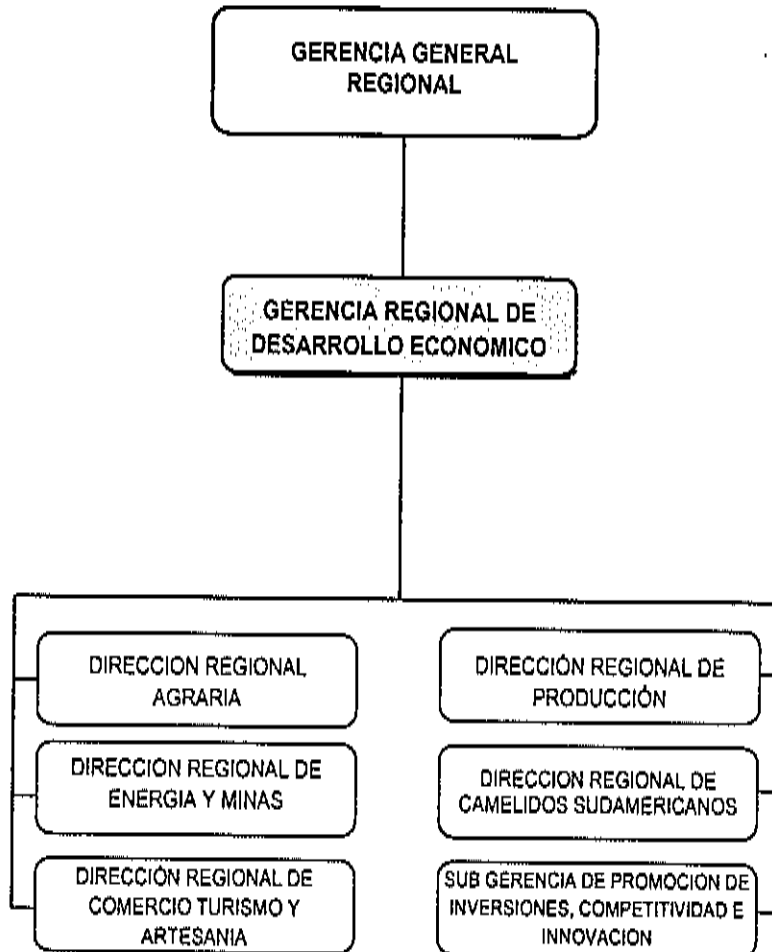 GERENCIA GENERAL
REGIONAL
GERENCIA REGIONAL DE
DESARROLLO ECONOMICO
DIRECCION REGIONAL
AGRARIA
DIRECCION REGIONAL DE
ENERGIA Y MINAS
DIRECCIÓN REGIONAL DE
COMERCIO TURISMO Y
ARTESANIA
DIRECCIÓN REGIONAL DE
PRODUCCIÓN
DIRECCION REGIONAL DE
CAMELIDOS SUDAMERICANOS
SUB GERENCIA DE PROMOCION DE
INVERSIONES, COMPETITIVIDAD E
INNOVACION